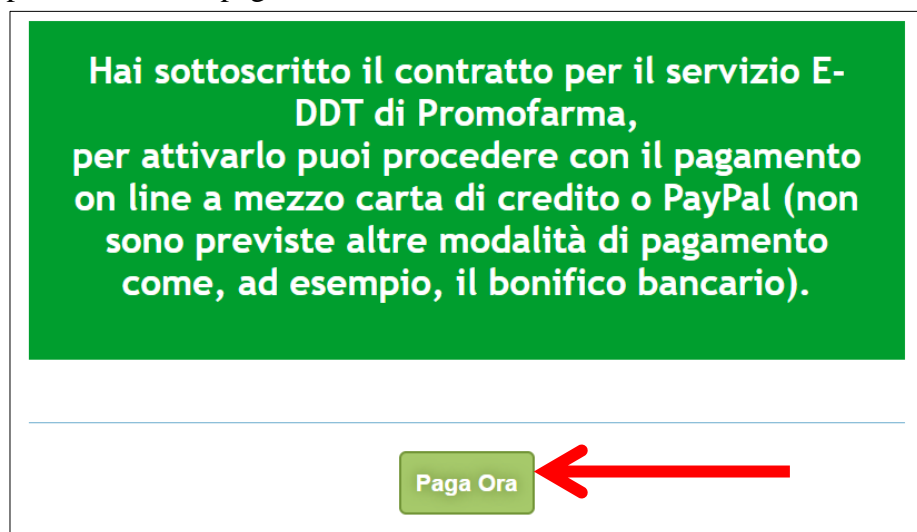 Hai sottoscritto il contratto per il servizio E-
DDT di Promofarma,
per attivarlo puoi procedere con il pagamento
on line a mezzo carta di credito o PayPal (non
sono previste altre modalità di pagamento
come, ad esempio, il bonifico bancario).
Paga Ora